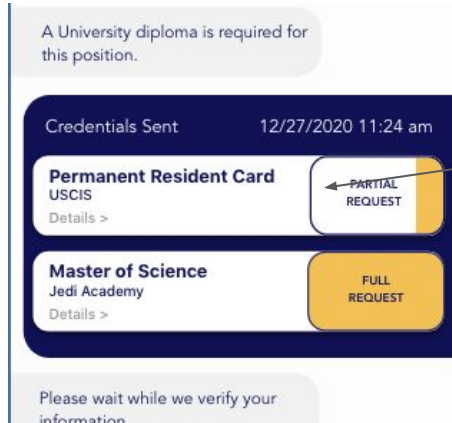 A University diploma is required for
this position.
Credentials Sent 12/27/2020 11:24 am
Permanent Resident Card
USCIS
Details >
PARTIAL
REQUEST
Master of Science
Jedi Academy
Details >
FULL
REQUEST
Please wait while we verify your
information